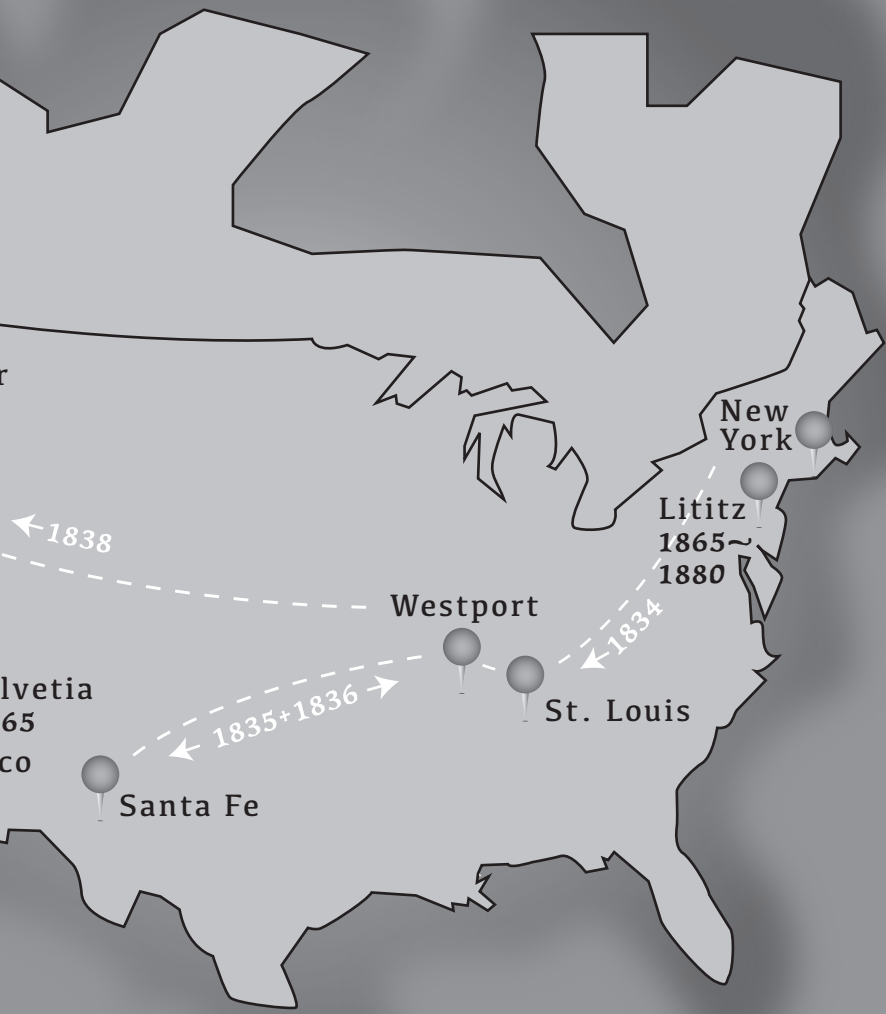 r
New
York
Lititz
1865~
1880
1838
Westport
1834
lvetia
65
co
1835+1836
St. Louis
Santa Fe